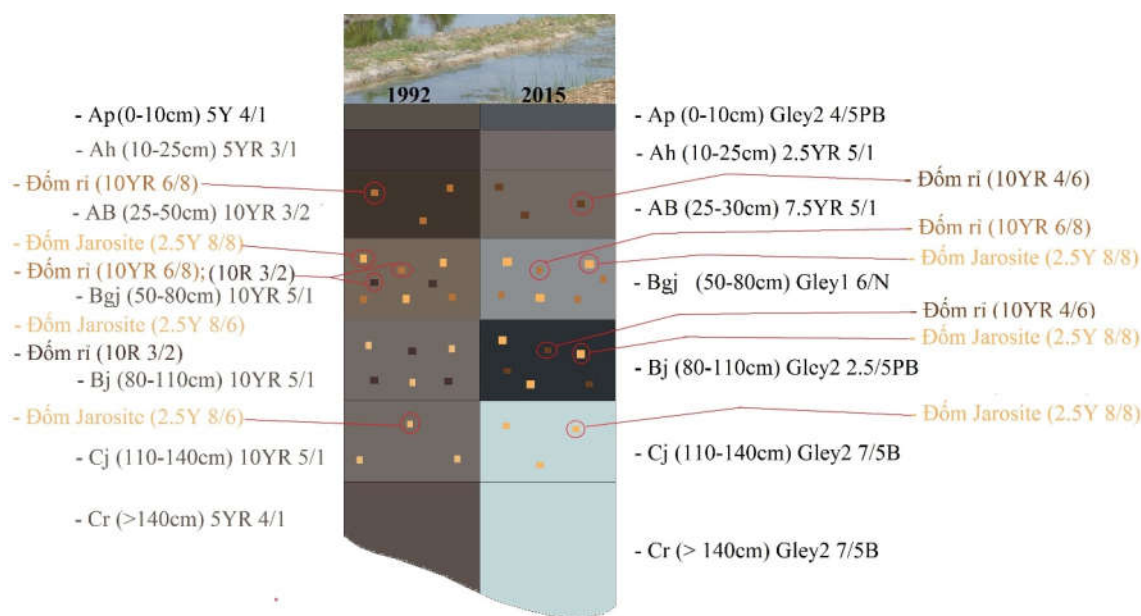 1992
2015
- Ap (0-10cm) 5Y 4/1
- Ah (10-25cm) 5YR 3/1
- Đốm rỉ (10YR 6/8)
- AB (25-50cm) 10YR 3/2
- Đốm Jarosite (2.5Y 8/8)
- Đốm rỉ (10YR 6/8); (10R 3/2)
- Bgj (50-80cm) 10YR 5/1
- Đốm Jarosite (2.5Y 8/6)
- Đốm rỉ (10R 3/2)
- Bj (80-110cm) 10YR 5/1
- Đốm Jarosite (2.5Y 8/6)
- Cj (110-140cm) 10YR 5/1
- Cr (>140cm) 5YR 4/1
- Ap (0-10cm) Gley2 4/5PB
- Ah (10-25cm) 2.5YR 5/1
- Đốm rỉ (10YR 4/6)
- AB (25-30cm) 7.5YR 5/1
- Đốm rỉ (10YR 6/8)
- Đốm Jarosite (2.5Y 8/8)
- Bgj (50-80cm) Gley1 6/N
- Đốm rỉ (10YR 4/6)
- Đốm Jarosite (2.5Y 8/8)
- Bj (80-110cm) Gley2 2.5/5PB
- Đốm Jarosite (2.5Y 8/8)
- Cj (110-140cm) Gley2 7/5B
- Cr (> 140cm) Gley2 7/5B